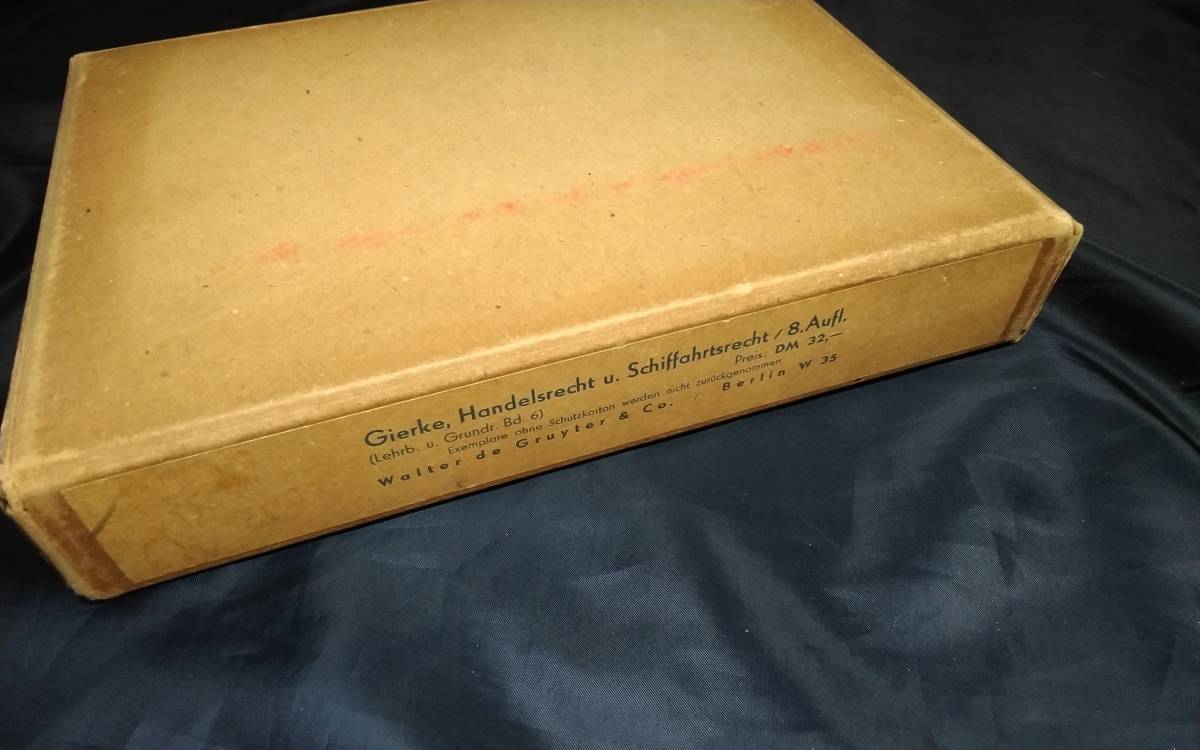 Gierke, Handelsrecht u. Schiffahrtsrecht / 8. Aufl.
(Lehrb. u. Grundr. Bd. 6) Preis: DM 32,—
Exemplare ohne Schutzkarton werden nicht zurückgenommen
Walter de Gruyter & Co. / Berlin W 35